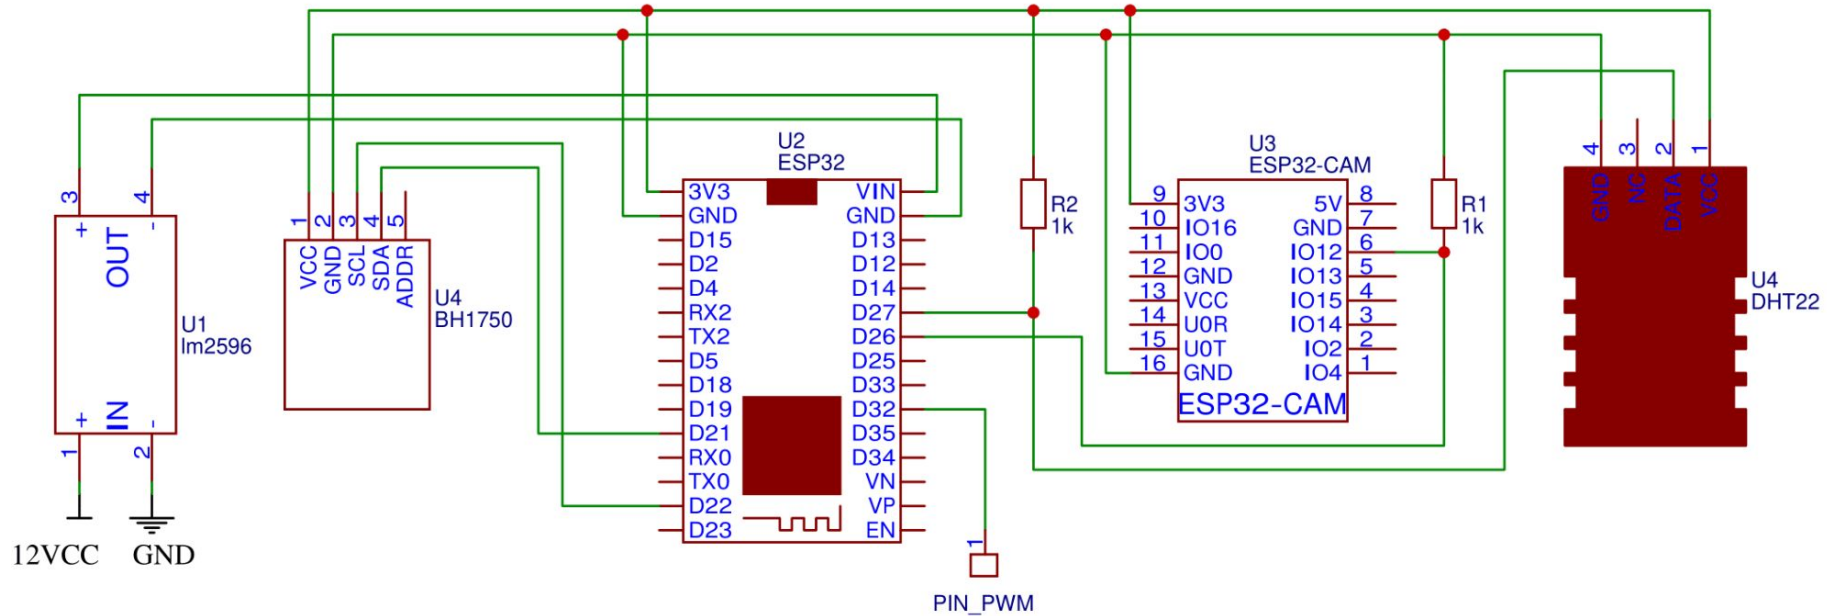 U1
lm2596
3
4
+
-
OUT
IN
+
-
1
2
12VCC
GND
1
2
3
4
5
VCC
GND
SCL
SDA
ADDR
U4
BH1750
U2
ESP32
3V3
GND
D15
D2
D4
RX2
TX2
D5
D18
D19
D21
RX0
TX0
D22
D23
VIN
GND
D13
D12
D14
D27
D26
D25
D33
D32
D35
D34
VN
VP
EN
1
PIN_PWM
R2
1k
U3
ESP32-CAM
9 3V3
10 IO16
11 IO0
12 GND
13 VCC
14 U0R
15 U0T
16 GND
5V 8
GND 7
IO12 6
IO13 5
IO15 4
IO14 3
IO2 2
IO4 1
ESP32-CAM
R1
1k
4
3
2
1
GND
NC
DATA
VCC
U4
DHT22